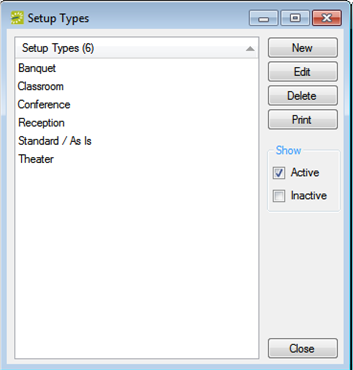 Setup Types
Setup Types (6)
Banquet
Classroom
Conference
Reception
Standard / As Is
Theater
New
Edit
Delete
Print
Show
Active
Inactive
Close